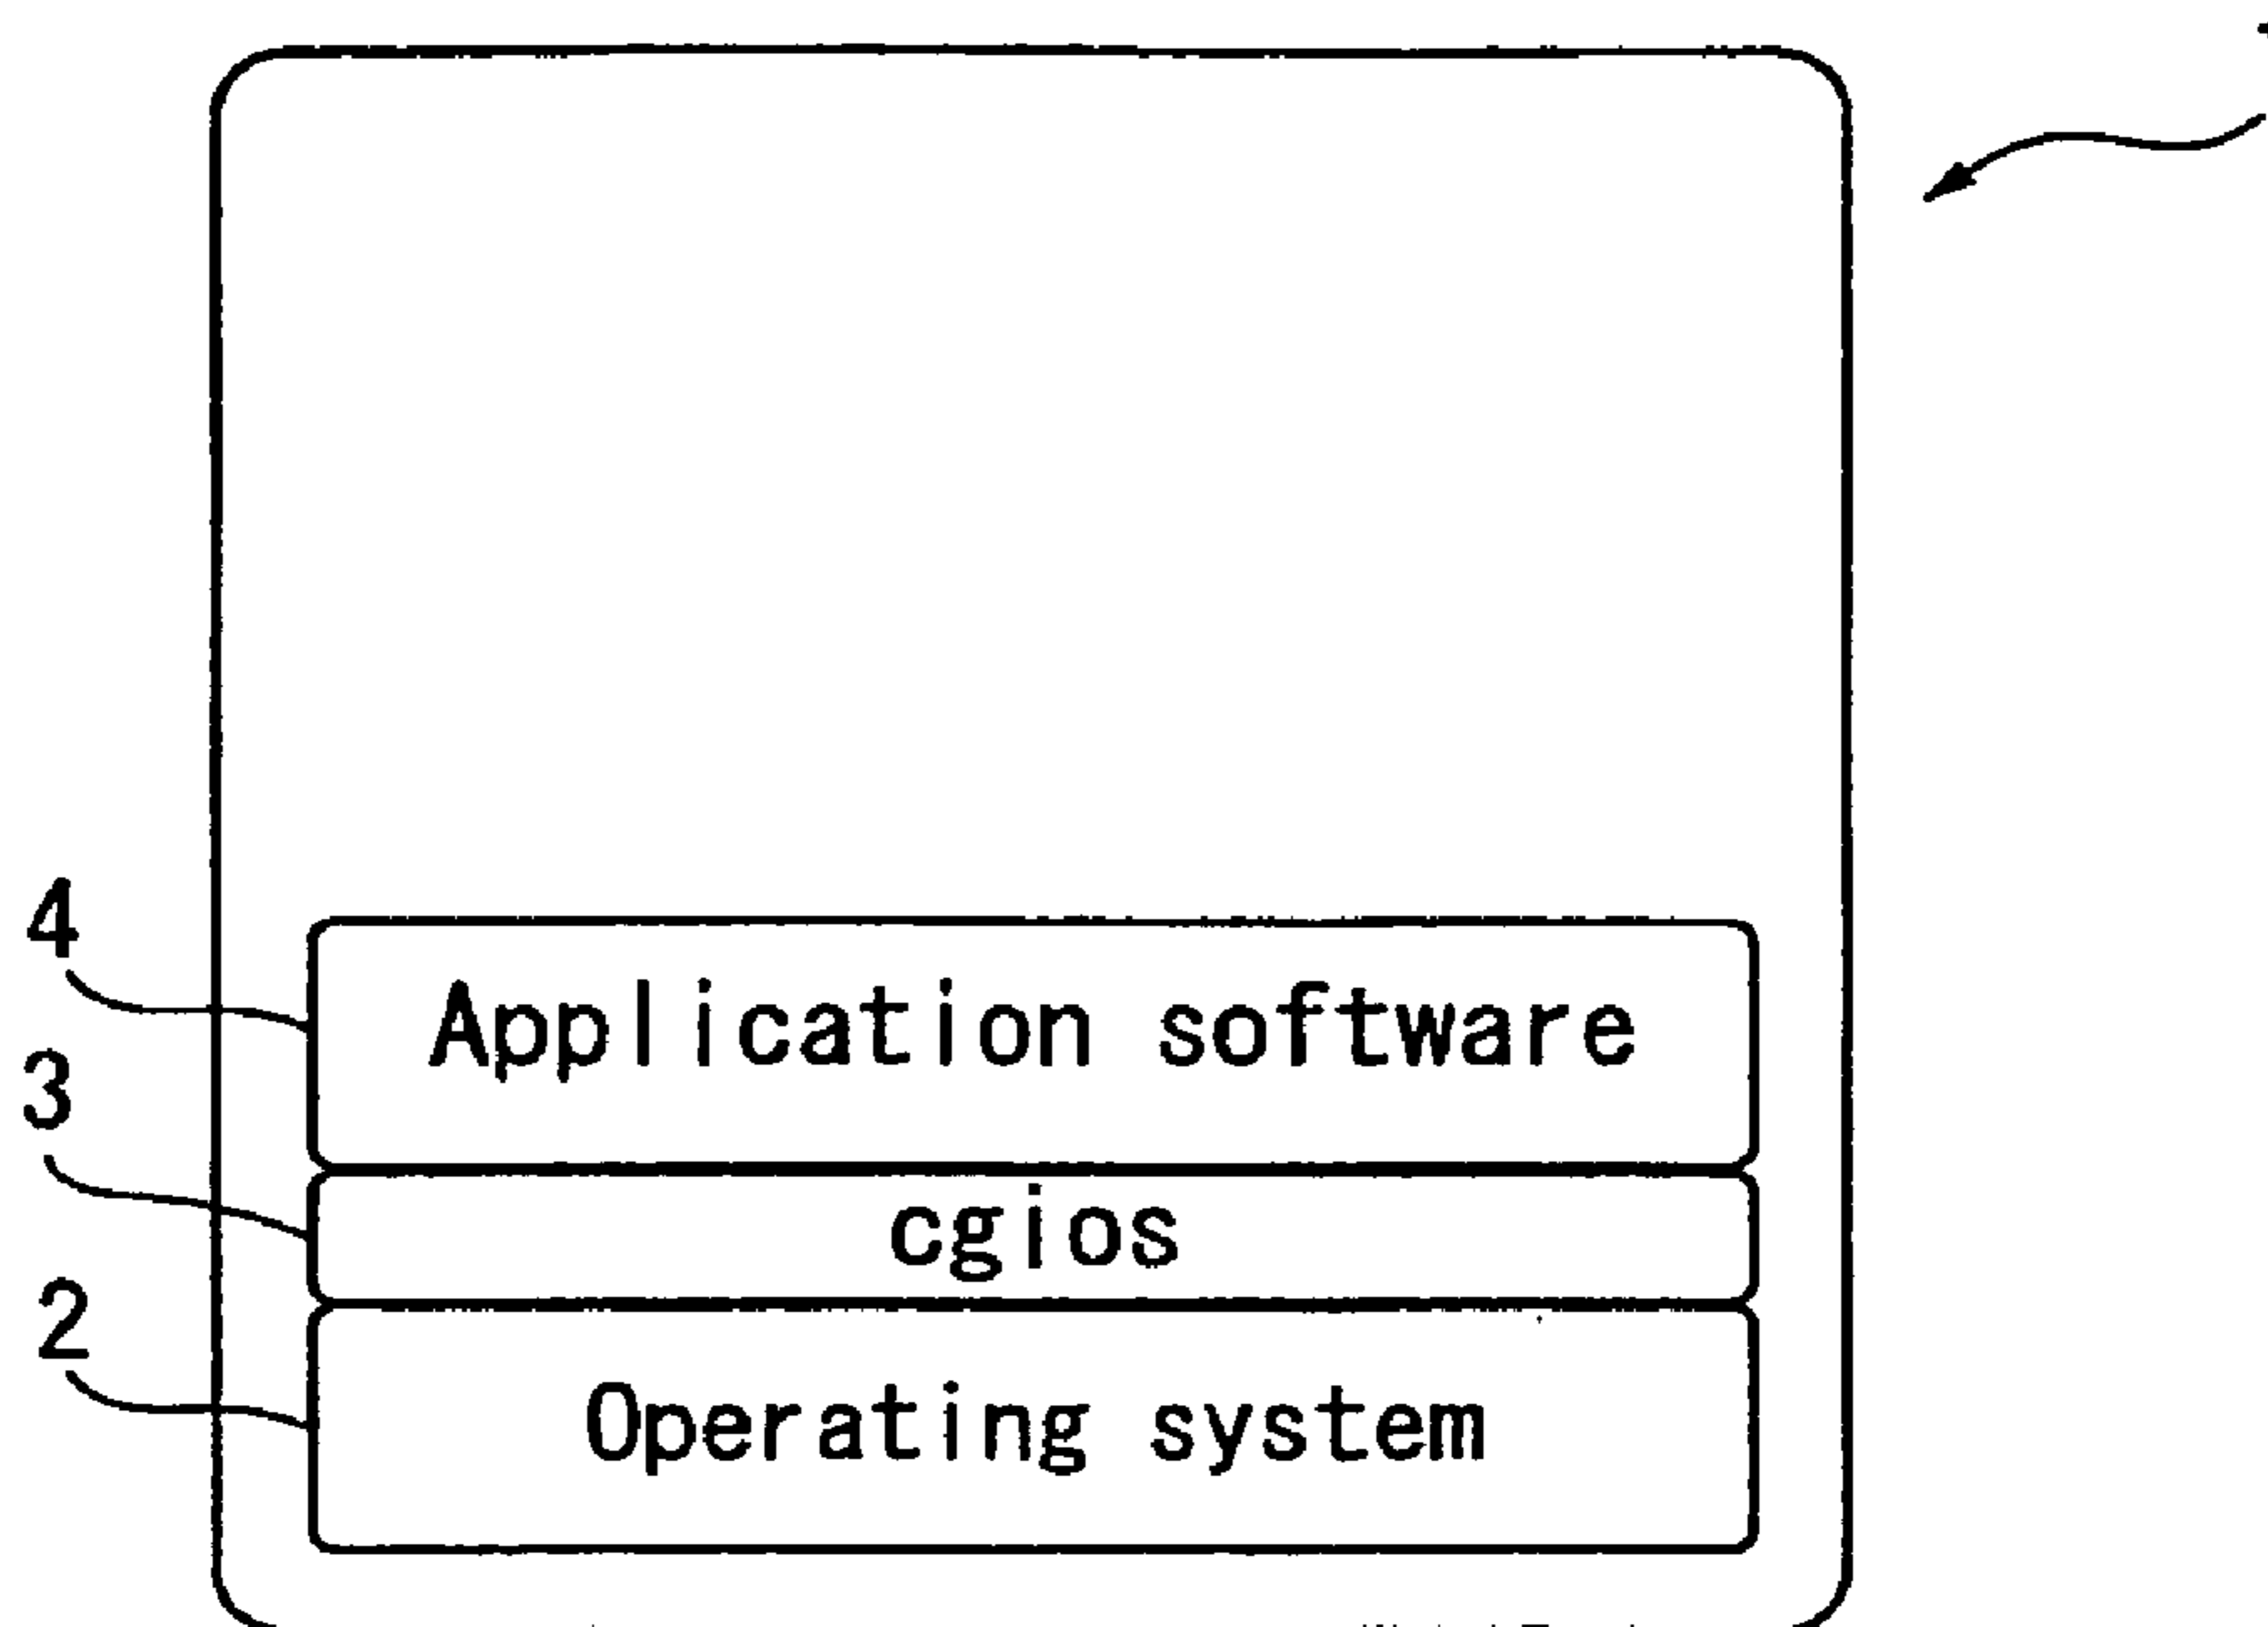 4
Application software
3
cgios
2
Operating system